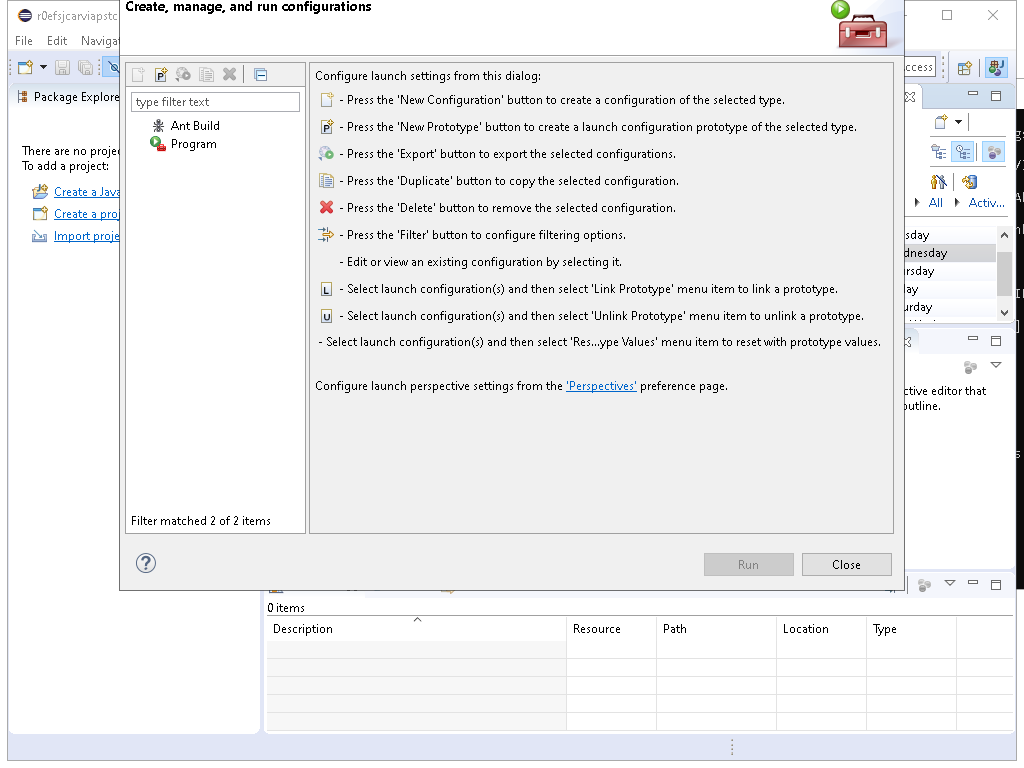 Create, manage, and run configurations
r0efsjcarviapstc
File Edit Naviga
ccess
Package Explore
type filter text
Ant Build
Program
Filter matched 2 of 2 items
There are no projec
To add a project:
Create a Java
Create a proj
Import proje
Configure launch settings from this dialog:
- Press the 'New Configuration' button to create a configuration of the selected type.
- Press the 'New Prototype' button to create a launch configuration prototype of the selected type.
- Press the 'Export' button to export the selected configurations.
- Press the 'Duplicate' button to copy the selected configuration.
- Press the 'Delete' button to remove the selected configuration.
- Press the 'Filter' button to configure filtering options.
- Edit or view an existing configuration by selecting it.
L - Select launch configuration(s) and then select 'Link Prototype' menu item to link a prototype.
U - Select launch configuration(s) and then select 'Unlink Prototype' menu item to unlink a prototype.
- Select launch configuration(s) and then select 'Res...ype Values' menu item to reset with prototype values.
Configure launch perspective settings from the 'Perspectives' preference page.
Run
Close
All Activ...
sday
dnesday
rsday
ay
urday
ctive editor that
outline.
0 items
Description Resource Path Location Type